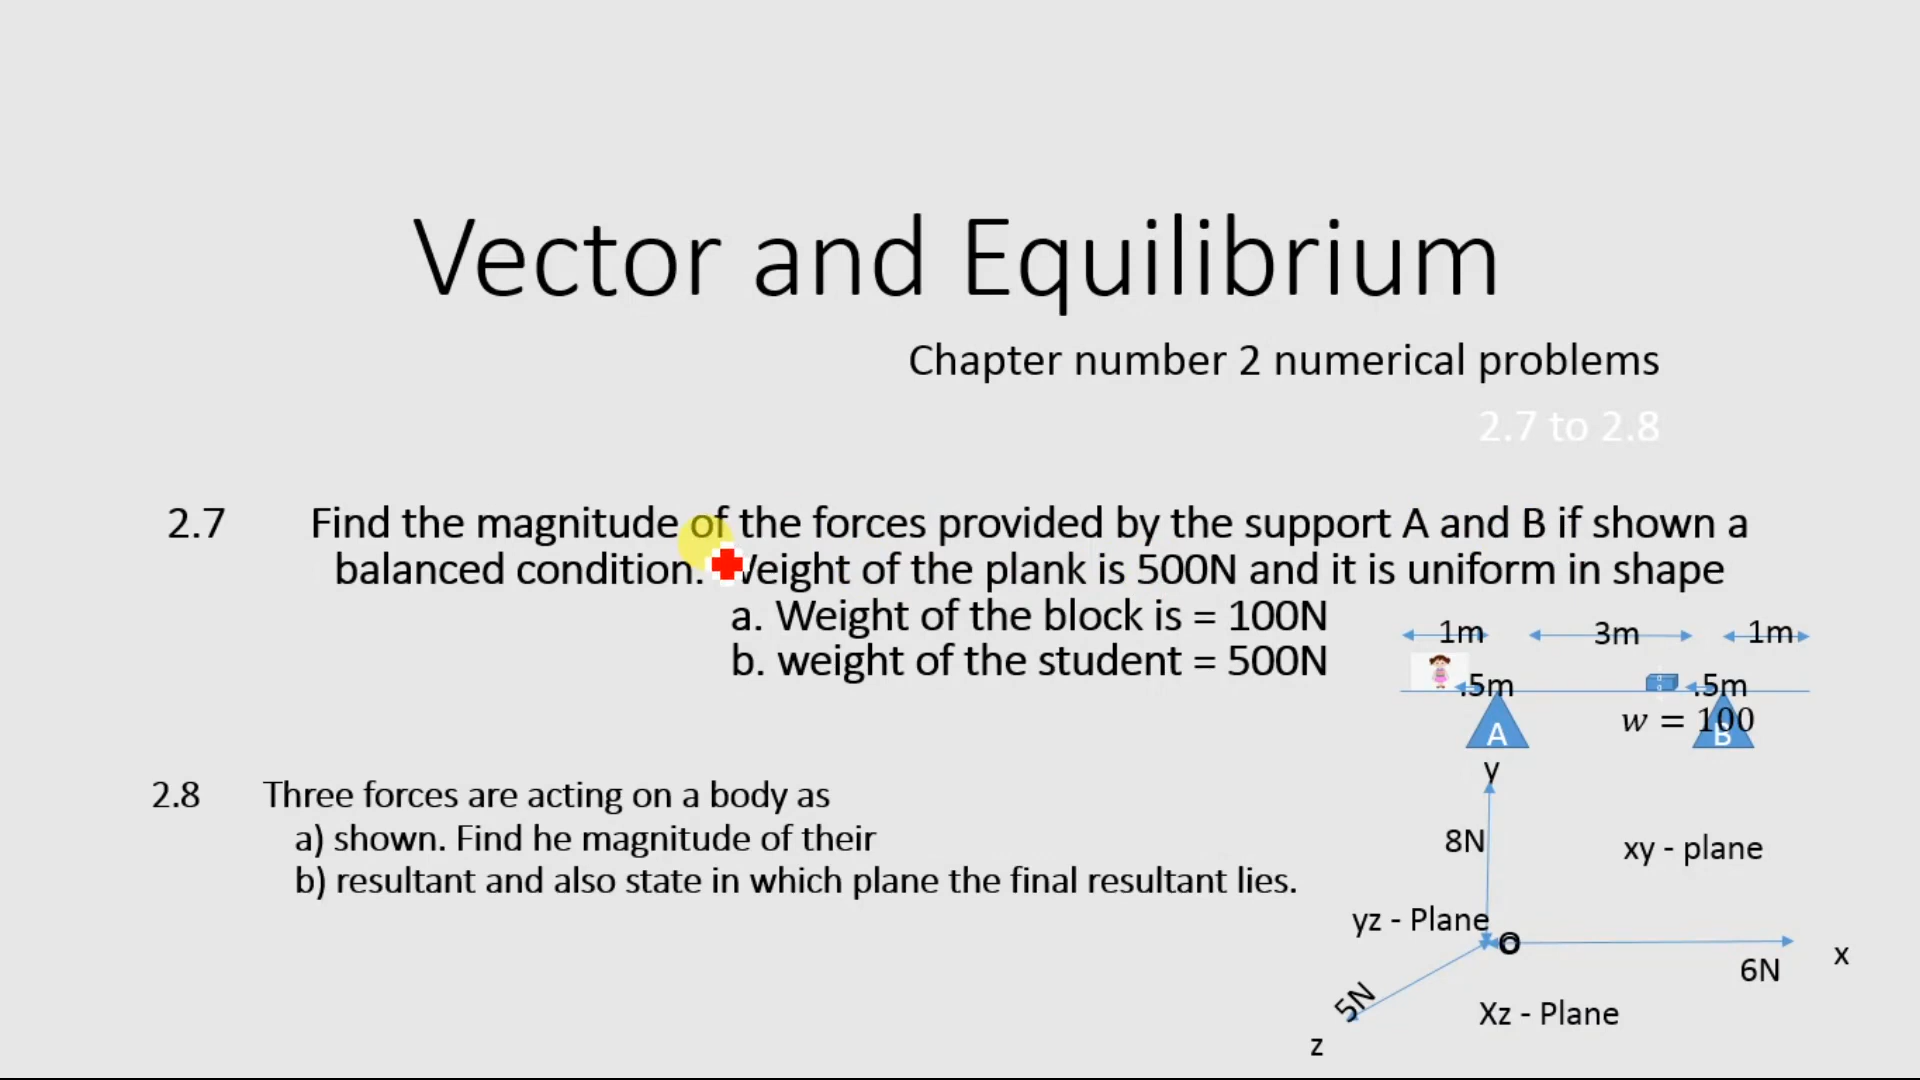 Vector and Equilibrium
Chapter number 2 numerical problems
2.7 to 2.8
2.7 Find the magnitude of the forces provided by the support A and B if shown a
balanced condition. Weight of the plank is 500N and it is uniform in shape
a. Weight of the block is = 100N
b. weight of the student = 500N
1m 3m 1m
.5m .5m
w = 100
A B
2.8 Three forces are acting on a body as
a) shown. Find he magnitude of their
b) resultant and also state in which plane the final resultant lies.
y
8N
xy - plane
yz - Plane
O
x
6N
5N
Xz - Plane
z